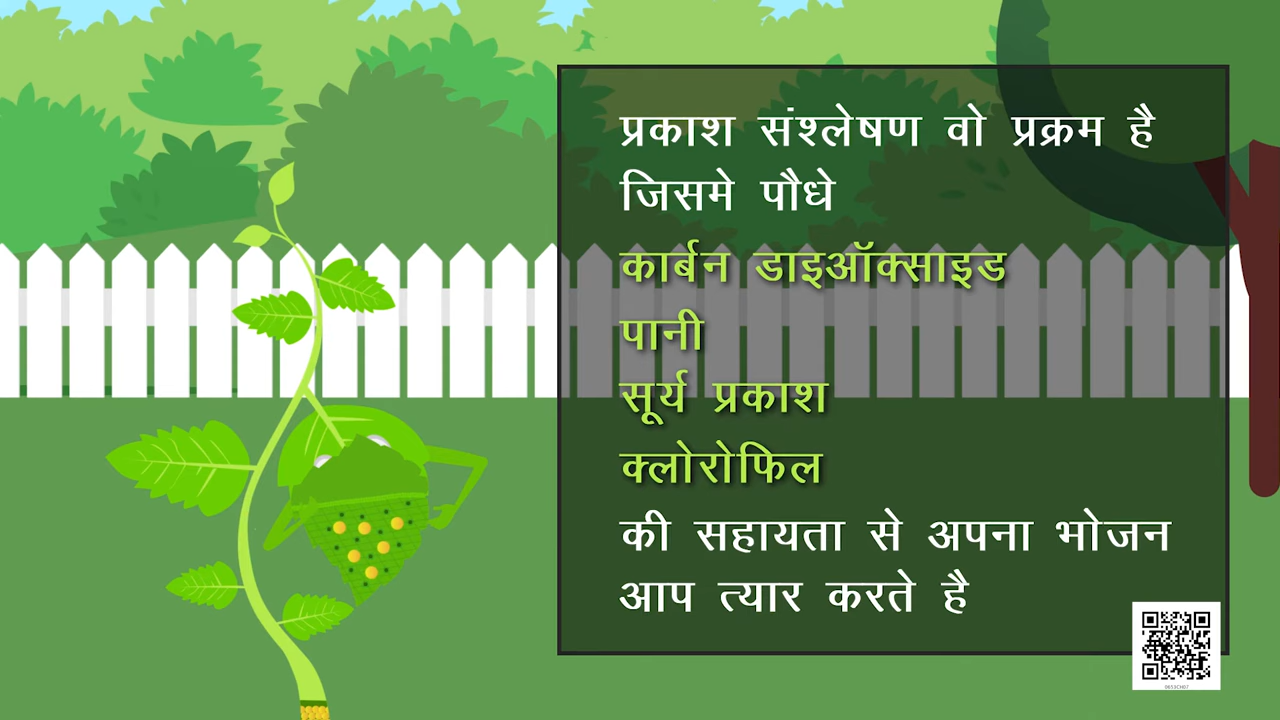 प्रकाश संश्लेषण वो प्रक्रम है
जिसमे पौधे
कार्बन डाइऑक्साइड
पानी
सूर्य प्रकाश
क्लोरोफिल
की सहायता से अपना भोजन
आप त्यार करते है